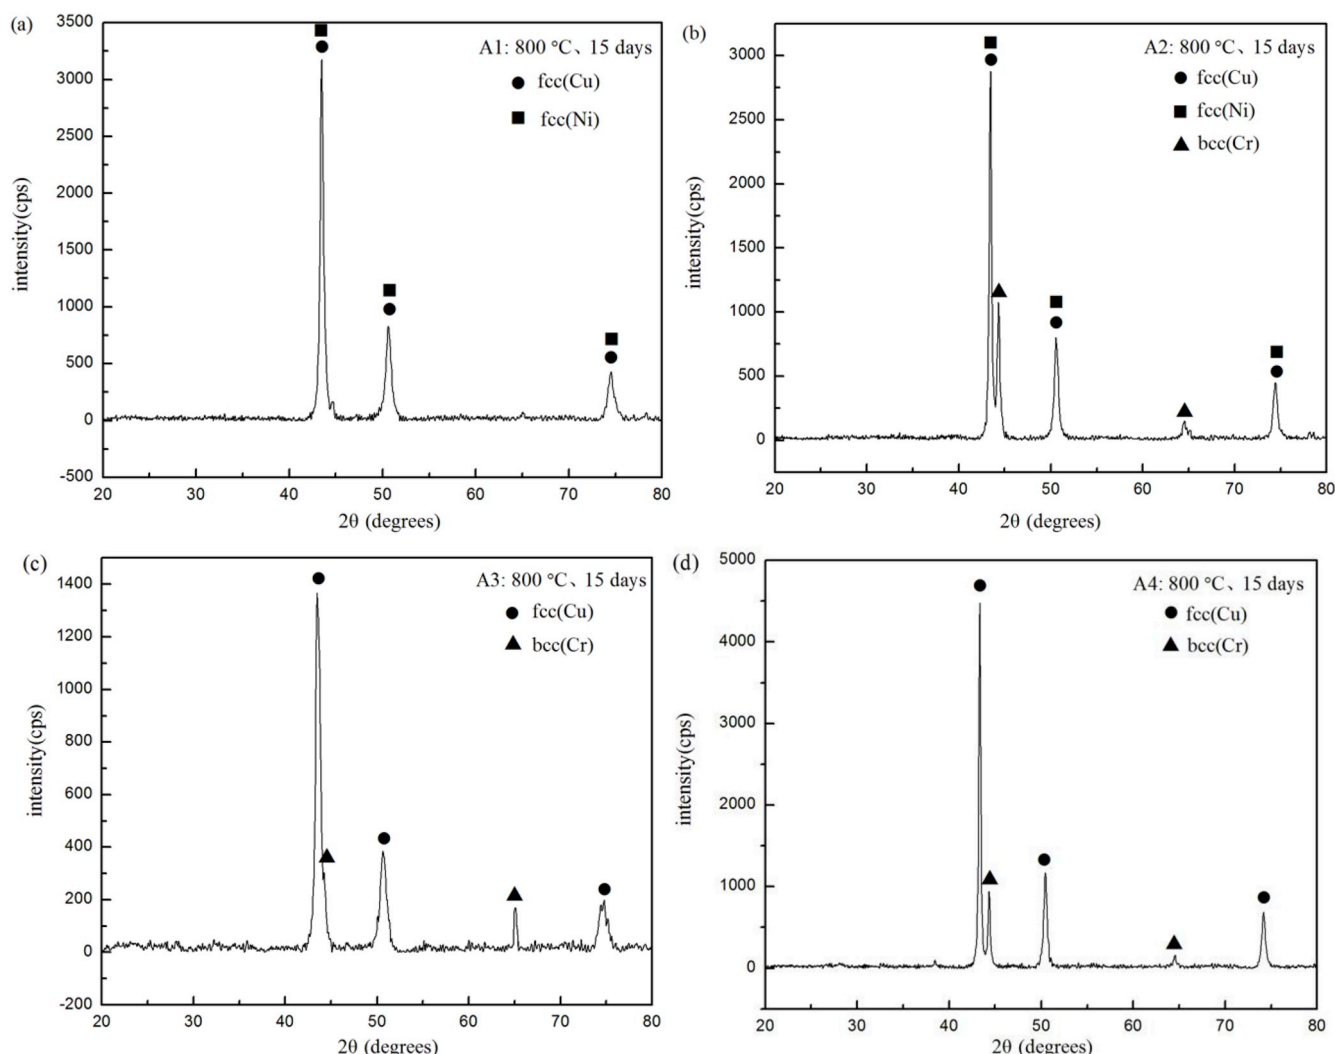 (a)
A1: 800 °C、15 days
fcc(Cu)
fcc(Ni)
intensity(cps)
3500
3000
2500
2000
1500
1000
500
0
-500
20 30 40 50 60 70 80
2θ (degrees)
(b)
A2: 800 °C、15 days
fcc(Cu)
fcc(Ni)
bcc(Cr)
intensity(cps)
3000
2500
2000
1500
1000
500
0
20 30 40 50 60 70 80
2θ (degrees)
(c)
A3: 800 °C、15 days
fcc(Cu)
bcc(Cr)
intensity(cps)
1400
1200
1000
800
600
400
200
0
-200
20 30 40 50 60 70 80
2θ (degrees)
(d)
A4: 800 °C、15 days
fcc(Cu)
bcc(Cr)
intensity(cps)
5000
4000
3000
2000
1000
0
20 30 40 50 60 70 80
2θ (degrees)